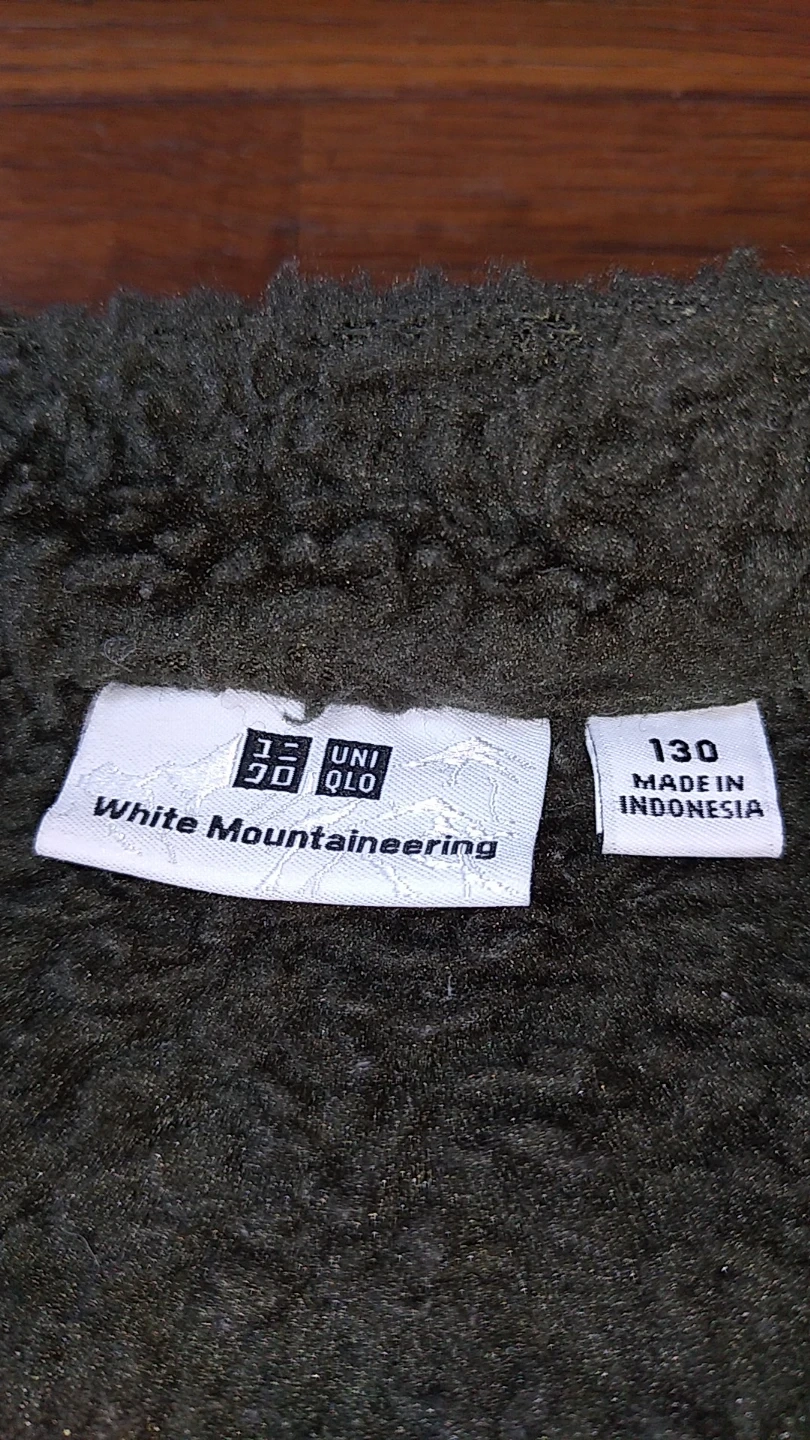 ユニ
クロ
UNI
QLO
White Mountaineering
130
MADE IN
INDONESIA